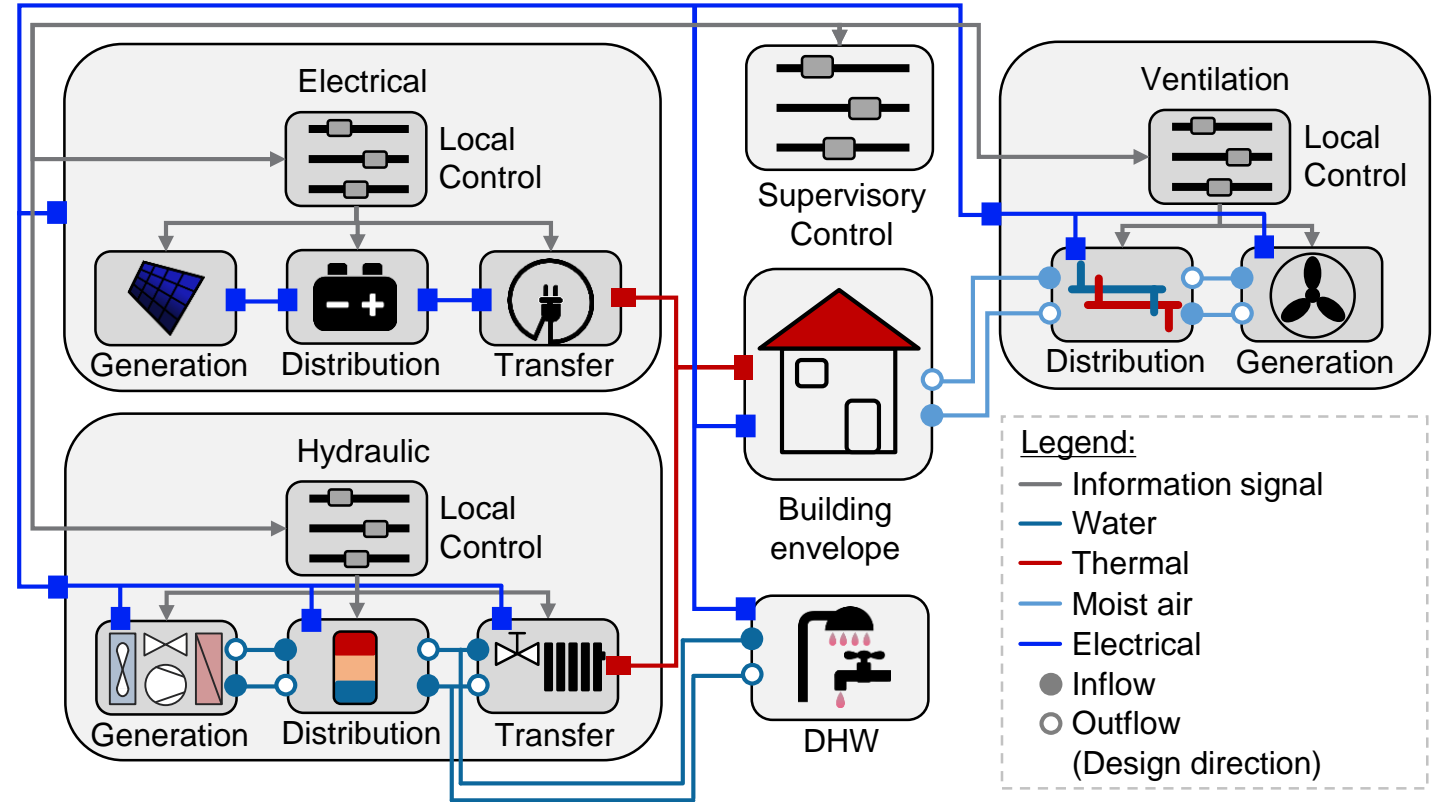 Electrical
Local
Control
Generation
Distribution
Transfer
Hydraulic
Local
Control
Generation
Distribution
Transfer
Supervisory
Control
Building
envelope
DHW
Ventilation
Local
Control
Distribution
Generation
Legend:
Information signal
Water
Thermal
Moist air
Electrical
Inflow
Outflow
(Design direction)